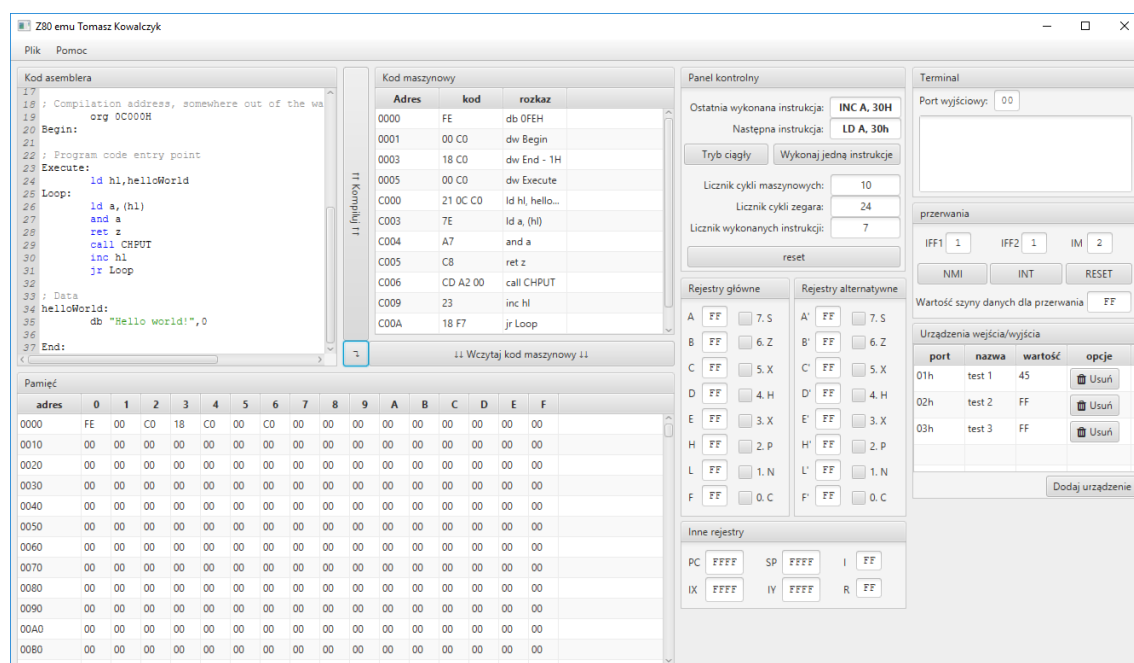 Z80 emu Tomasz Kowalczyk
Plik Pomoc
Kod asemblera
17
18 ; Compilation address, somewhere out of the wa
19 org 0C000H
20 Begin:
21
22 ; Program code entry point
23 Execute:
24 ld hl,helloWorld
25 Loop:
26 ld a,(hl)
27 and a
28 ret z
29 call CHPUT
30 inc hl
31 jr Loop
32
33 ; Data
34 helloWorld:
35 db "Hello world!",0
36
37 End:
↑↑ Kompiluj ↑↑
Kod maszynowy
Adres kod rozkaz
0000 FE db 0FEH
0001 00 C0 dw Begin
0003 18 C0 dw End - 1H
0005 00 C0 dw Execute
C000 21 0C C0 ld hl, hello...
C003 7E ld a, (hl)
C004 A7 and a
C005 C8 ret z
C006 CD A2 00 call CHPUT
C009 23 inc hl
C00A 18 F7 jr Loop
↓↓ Wczytaj kod maszynowy ↓↓
Pamięć
adres 0 1 2 3 4 5 6 7 8 9 A B C D E F
0000 FE 00 C0 18 C0 00 C0 00 00 00 00 00 00 00 00 00
0010 00 00 00 00 00 00 00 00 00 00 00 00 00 00 00 00
0020 00 00 00 00 00 00 00 00 00 00 00 00 00 00 00 00
0030 00 00 00 00 00 00 00 00 00 00 00 00 00 00 00 00
0040 00 00 00 00 00 00 00 00 00 00 00 00 00 00 00 00
0050 00 00 00 00 00 00 00 00 00 00 00 00 00 00 00 00
0060 00 00 00 00 00 00 00 00 00 00 00 00 00 00 00 00
0070 00 00 00 00 00 00 00 00 00 00 00 00 00 00 00 00
0080 00 00 00 00 00 00 00 00 00 00 00 00 00 00 00 00
0090 00 00 00 00 00 00 00 00 00 00 00 00 00 00 00 00
00A0 00 00 00 00 00 00 00 00 00 00 00 00 00 00 00 00
00B0 00 00 00 00 00 00 00 00 00 00 00 00 00 00 00 00
Panel kontrolny
Ostatnia wykonana instrukcja: INC A, 30H
Następna instrukcja: LD A, 30h
Tryb ciągły Wykonaj jedną instrukcje
Licznik cykli maszynowych: 10
Licznik cykli zegara: 24
Licznik wykonanych instrukcji: 7
reset
Rejestry główne
A FF 7. S
B FF 6. Z
C FF 5. X
D FF 4. H
E FF 3. X
H FF 2. P
L FF 1. N
F FF 0. C
Rejestry alternatywne
A' FF 7. S
B' FF 6. Z
C' FF 5. X
D' FF 4. H
E' FF 3. X
H' FF 2. P
L' FF 1. N
F' FF 0. C
Inne rejestry
PC FFFF SP FFFF I FF
IX FFFF IY FFFF R FF
Terminal
Port wyjściowy: 00
przerwania
IFF1 1 IFF2 1 IM 2
NMI INT RESET
Wartość szyny danych dla przerwania FF
Urządzenia wejścia/wyjścia
port nazwa wartość opcje
01h test 1 45 Usuń
02h test 2 FF Usuń
03h test 3 FF Usuń
Dodaj urządzenie